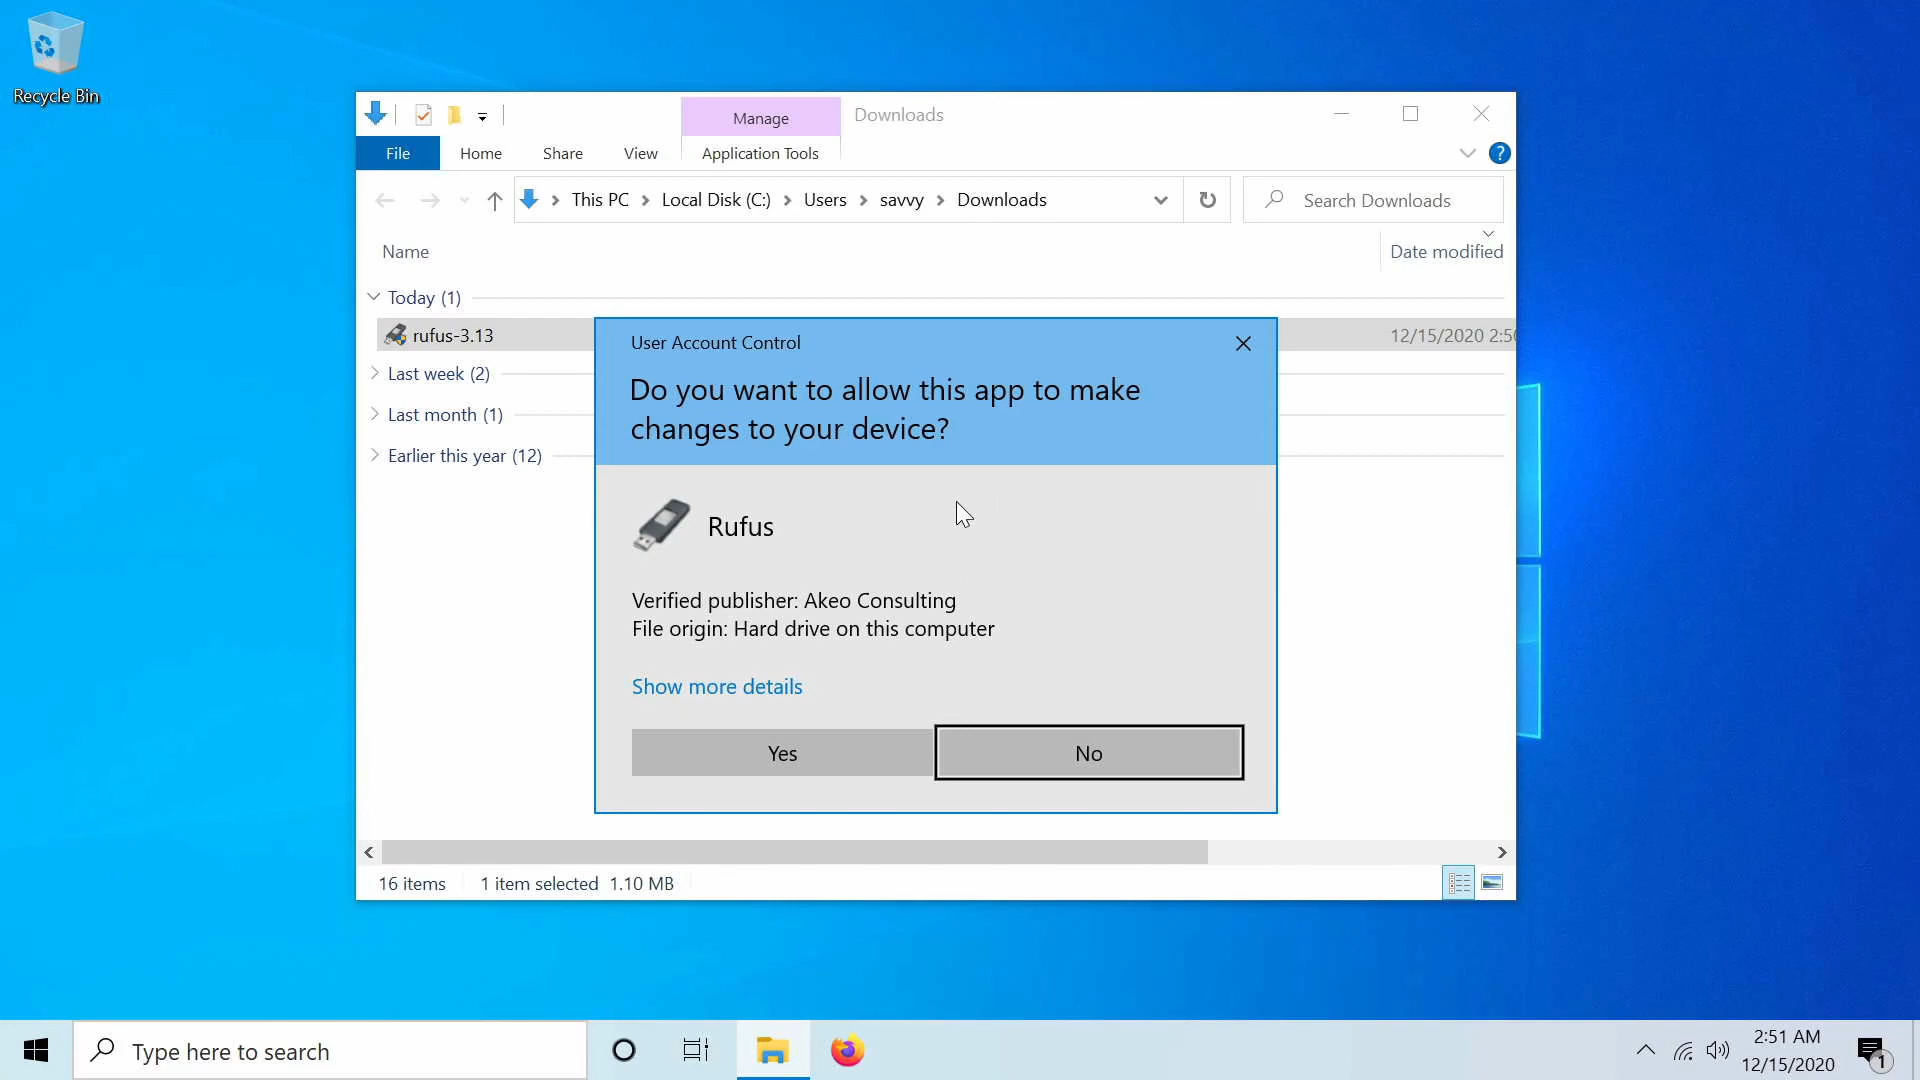 Recycle Bin
Manage
Downloads
File
Home
Share
View
Application Tools
?
This PC
Local Disk (C:)
Users
savvy
Downloads
Search Downloads
Name
Date modified
Today (1)
rufus-3.13
12/15/2020 2:50
Last week (2)
Last month (1)
Earlier this year (12)
User Account Control
Do you want to allow this app to make
changes to your device?
Rufus
Verified publisher: Akeo Consulting
File origin: Hard drive on this computer
Show more details
Yes
No
16 items
1 item selected 1.10 MB
Type here to search
2:51 AM
12/15/2020
1